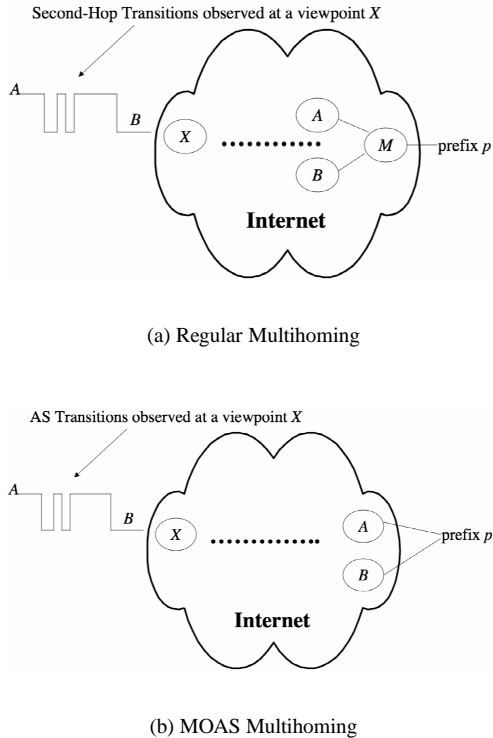 Second-Hop Transitions observed at a viewpoint X
A
B
X
A
B
M
prefix p
Internet
(a) Regular Multihoming
AS Transitions observed at a viewpoint X
A
B
X
A
B
prefix p
Internet
(b) MOAS Multihoming